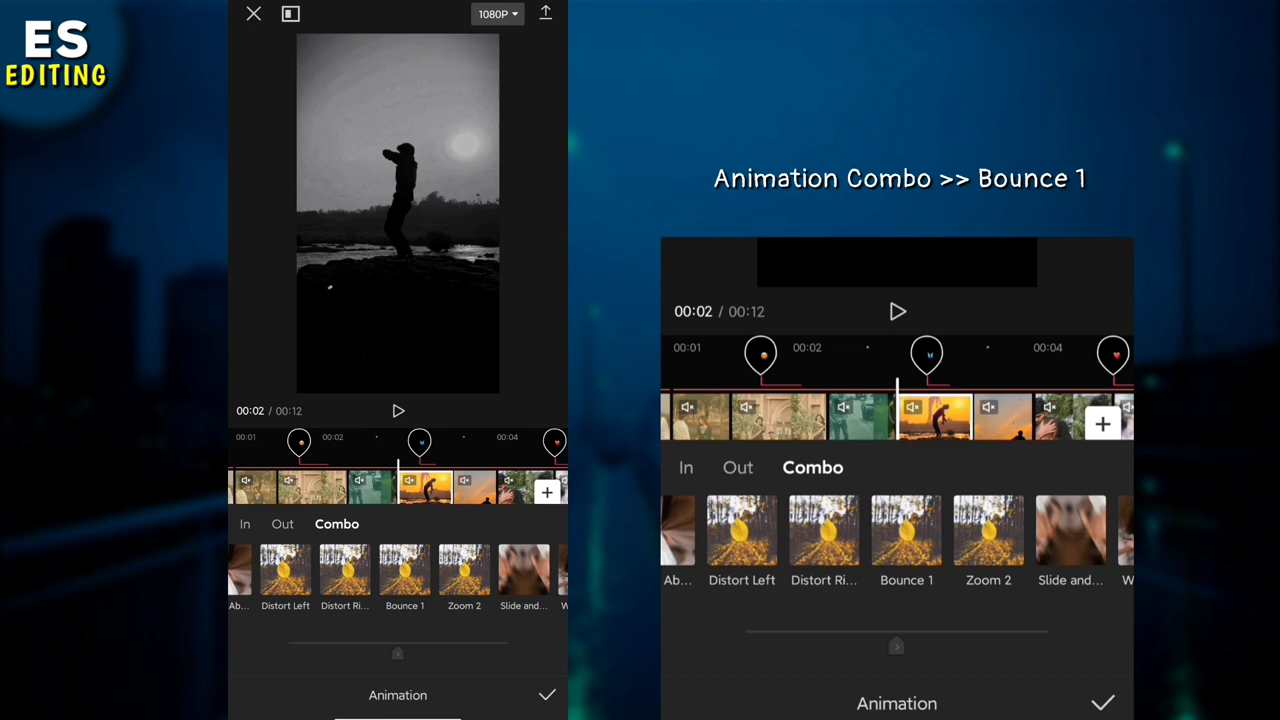 ES
EDITING
1080P
00:02 / 00:12
00:01
00:02
00:04
In
Out
Combo
Ab...
Distort Left
Distort Ri...
Bounce 1
Zoom 2
Slide and...
W
Animation
Animation Combo >> Bounce 1
00:02 / 00:12
00:01
00:02
00:04
In
Out
Combo
Ab...
Distort Left
Distort Ri...
Bounce 1
Zoom 2
Slide and...
W
Animation